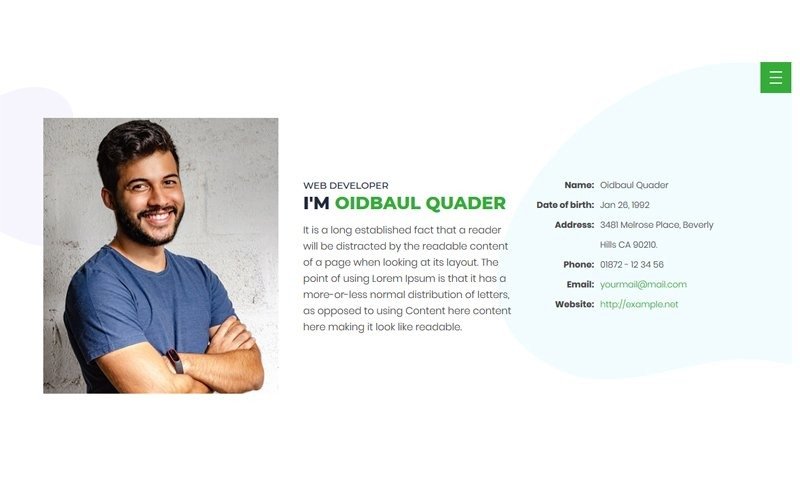 WEB DEVELOPER
I'M OIDBAUL QUADER
It is a long established fact that a reader
will be distracted by the readable content
of a page when looking at its layout. The
point of using Lorem Ipsum is that it has a
more-or-less normal distribution of letters,
as opposed to using Content here content
here making it look like readable.
Name: Oidbaul Quader
Date of birth: Jan 26, 1992
Address: 3481 Melrose Place, Beverly
Hills CA 90210.
Phone: 01872 - 12 34 56
Email: yourmail@mail.com
Website: http://example.net